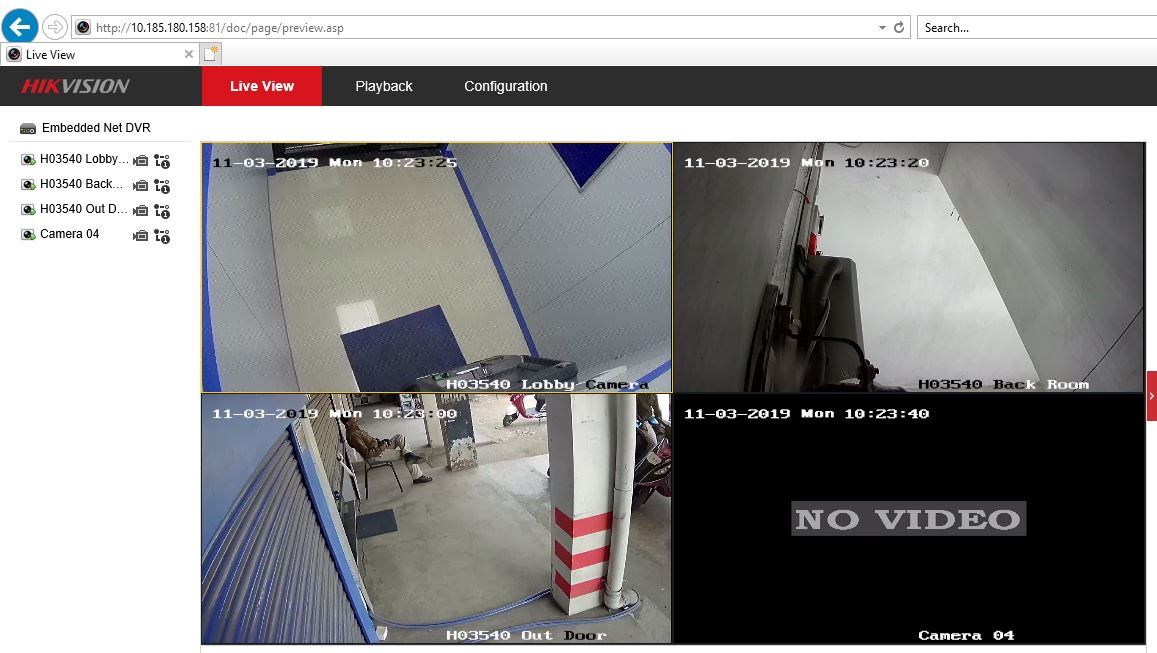 http://10.185.180.158:81/doc/page/preview.asp
Search...
Live View
HIKVISION
Live View
Playback
Configuration
Embedded Net DVR
H03540 Lobby...
H03540 Back...
H03540 Out D...
Camera 04
11-03-2019 Mon 10:23:25
H03540 Lobby Camera
11-03-2019 Mon 10:23:20
H03540 Back Room
11-03-2019 Mon 10:23:00
H03540 Out Door
11-03-2019 Mon 10:23:40
NO VIDEO
Camera 04